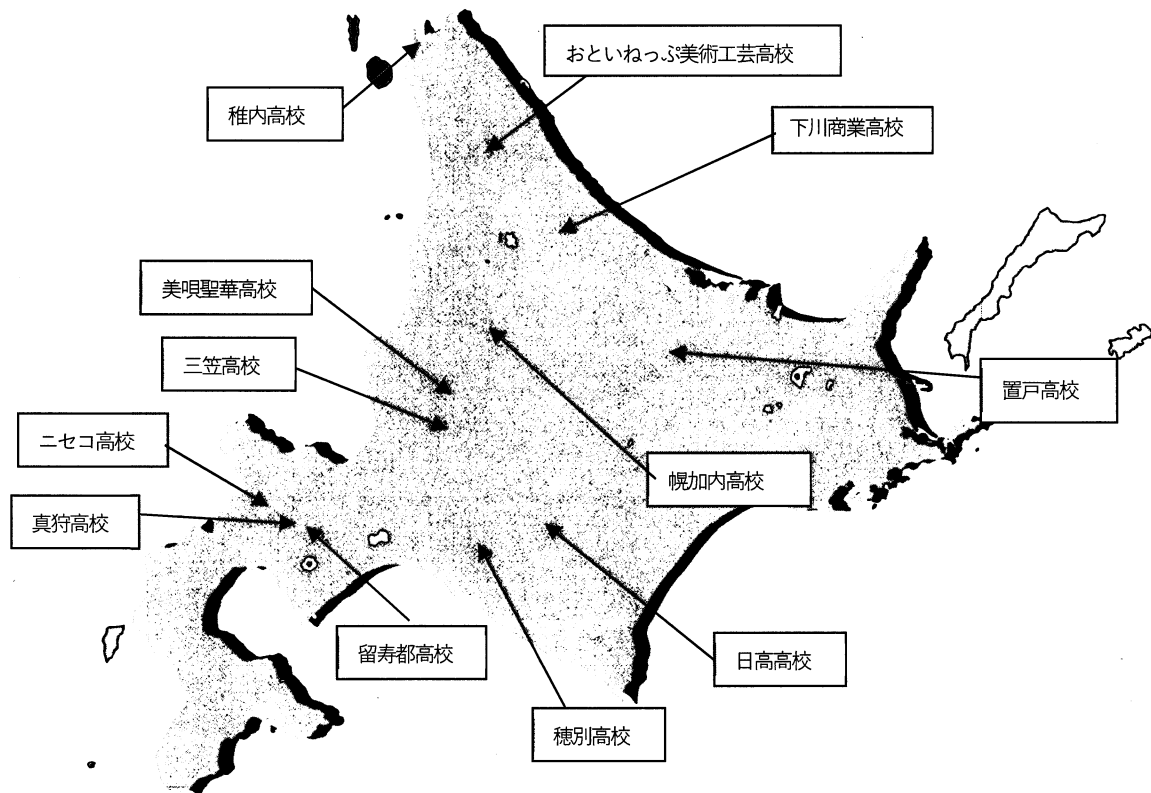 おといねっぷ美術工芸高校
稚内高校
下川商業高校
美唄聖華高校
三笠高校
置戸高校
ニセコ高校
幌加内高校
真狩高校
留寿都高校
日高高校
穂別高校